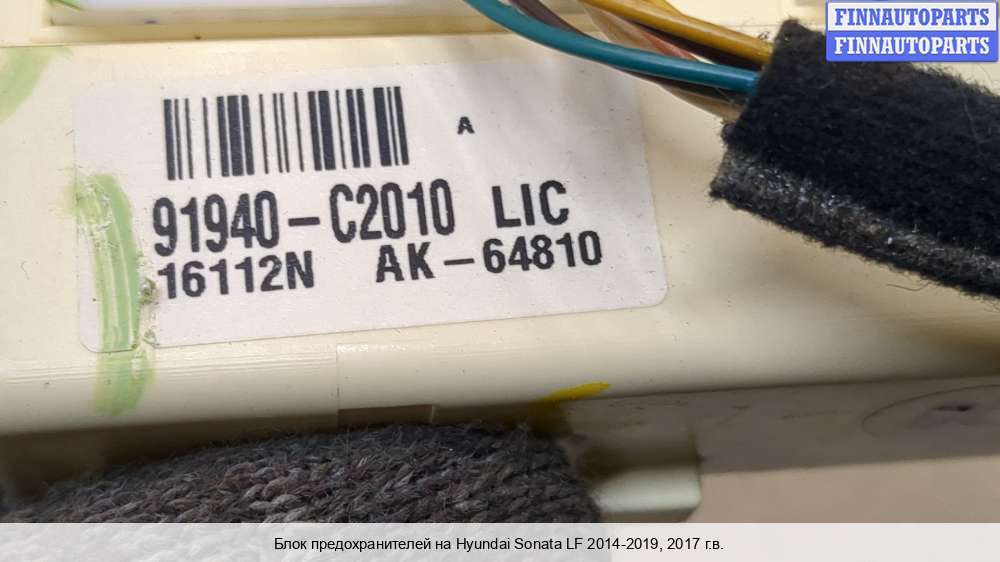 FINNAUTOPARTS
FINNAUTOPARTS
A
91940-C2010 LIC
16112N AK-64810
Блок предохранителей на Hyundai Sonata LF 2014-2019, 2017 г.в.